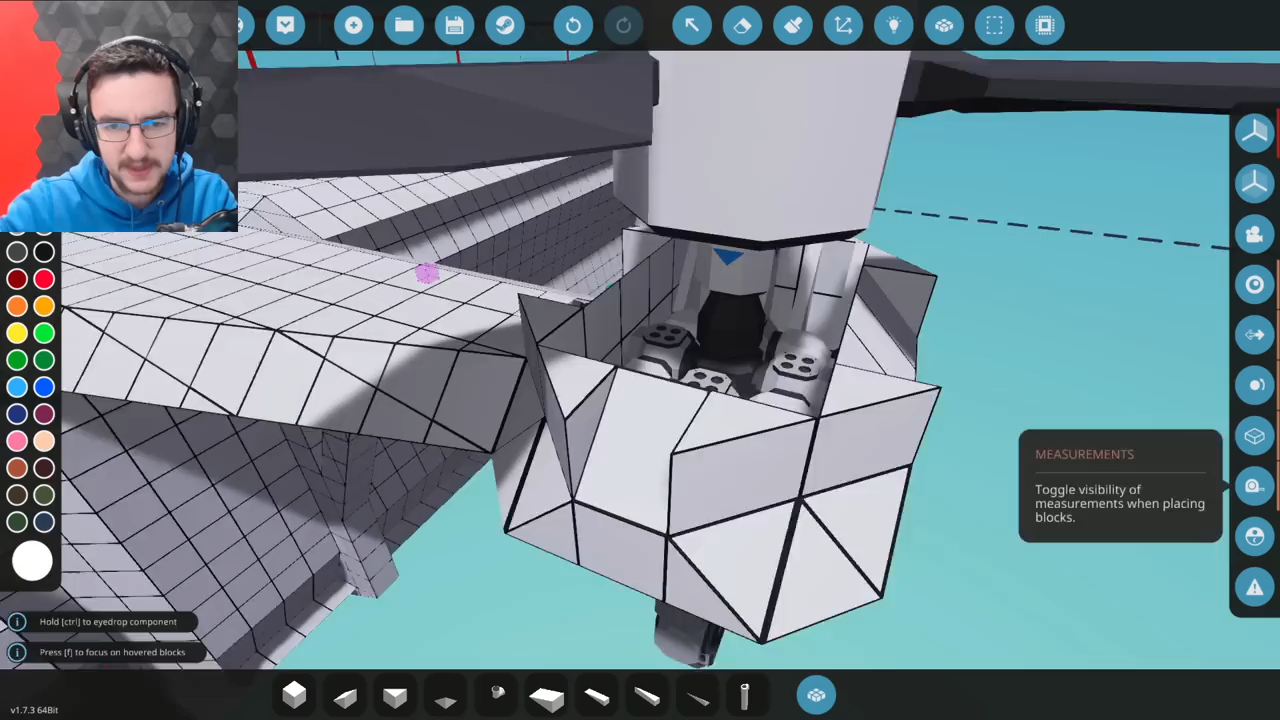 MEASUREMENTS
Toggle visibility of
measurements when placing
blocks.
Hold [ctrl] to eyedrop component
Press [f] to focus on hovered blocks
v1.7.3 64Bit